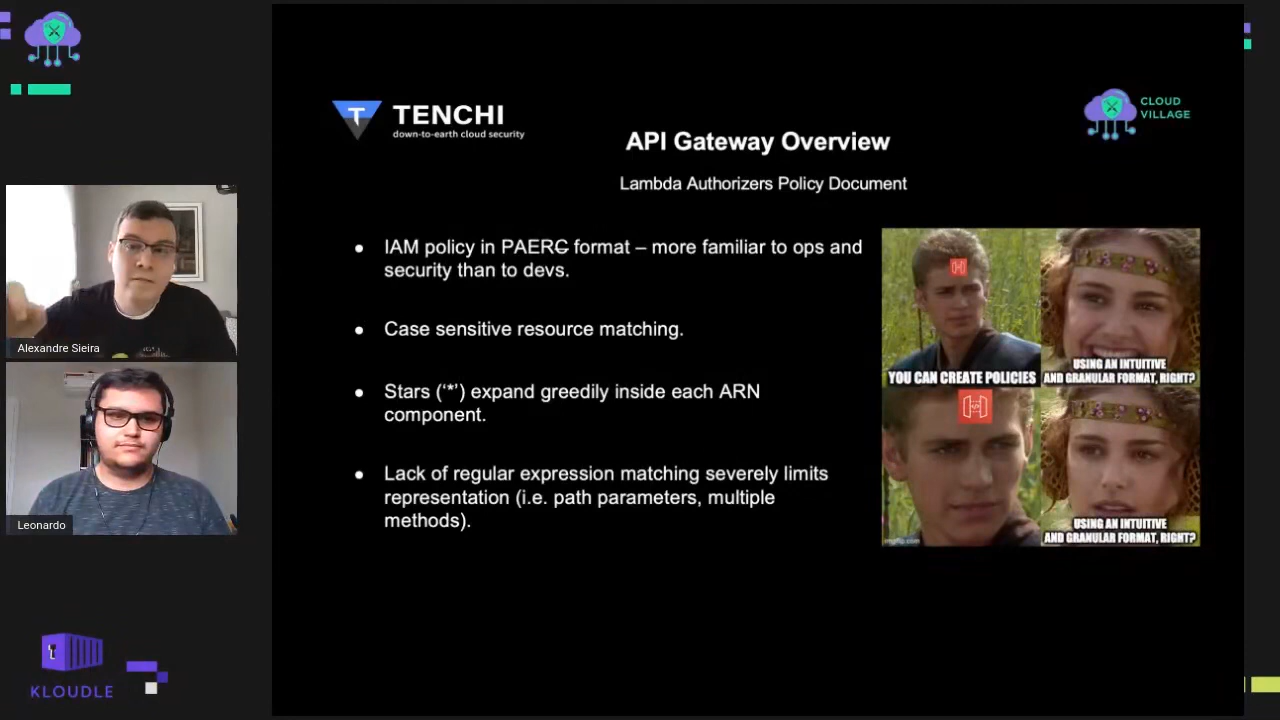 TENCHI
down-to-earth cloud security
CLOUD
VILLAGE
API Gateway Overview
Lambda Authorizers Policy Document
● IAM policy in PAERC format – more familiar to ops and
security than to devs.
● Case sensitive resource matching.
● Stars (‘*’) expand greedily inside each ARN
component.
● Lack of regular expression matching severely limits
representation (i.e. path parameters, multiple
methods).
YOU CAN CREATE POLICIES
USING AN INTUITIVE
AND GRANULAR FORMAT, RIGHT?
USING AN INTUITIVE
AND GRANULAR FORMAT, RIGHT?
imgflip.com
Alexandre Sieira
Leonardo
KLOUDLE